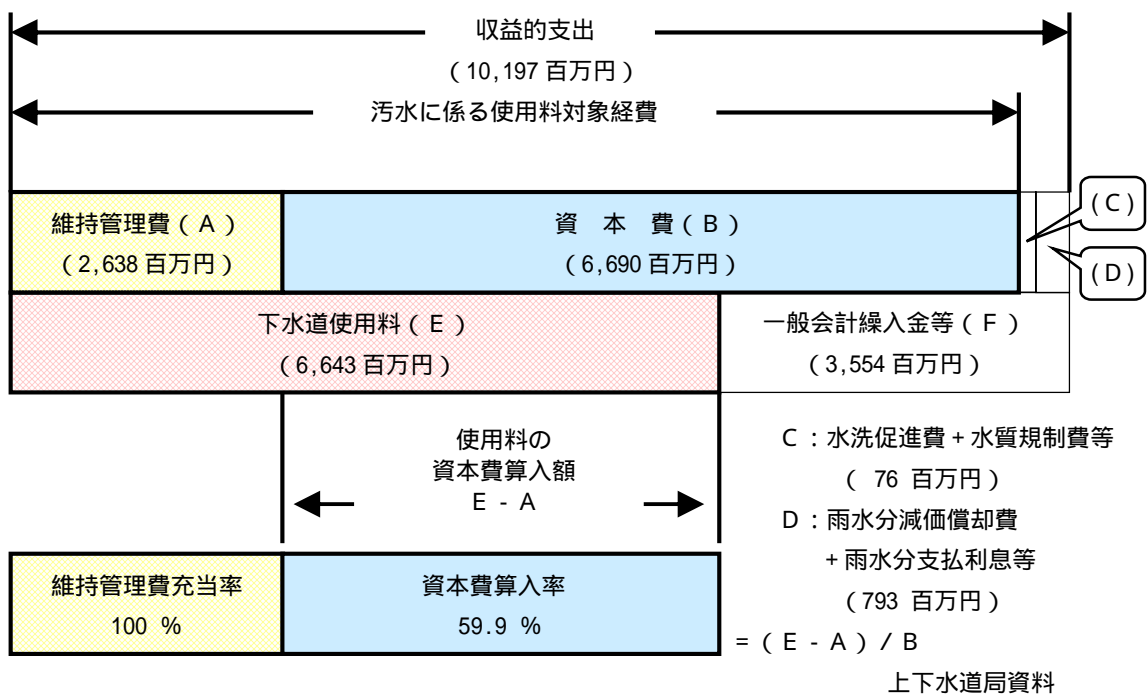 収益的支出
(10,197 百万円)
汚水に係る使用料対象経費
維持管理費(A)
(2,638 百万円)
資 本 費(B)
(6,690 百万円)
(C)
(D)
下水道使用料(E)
(6,643 百万円)
一般会計繰入金等(F)
(3,554 百万円)
使用料の
資本費算入額
E - A
C:水洗促進費+水質規制費等
( 76 百万円)
D:雨水分減価償却費
+雨水分支払利息等
(793 百万円)
維持管理費充当率
100 %
資本費算入率
59.9 %
=(E - A)/ B
上下水道局資料